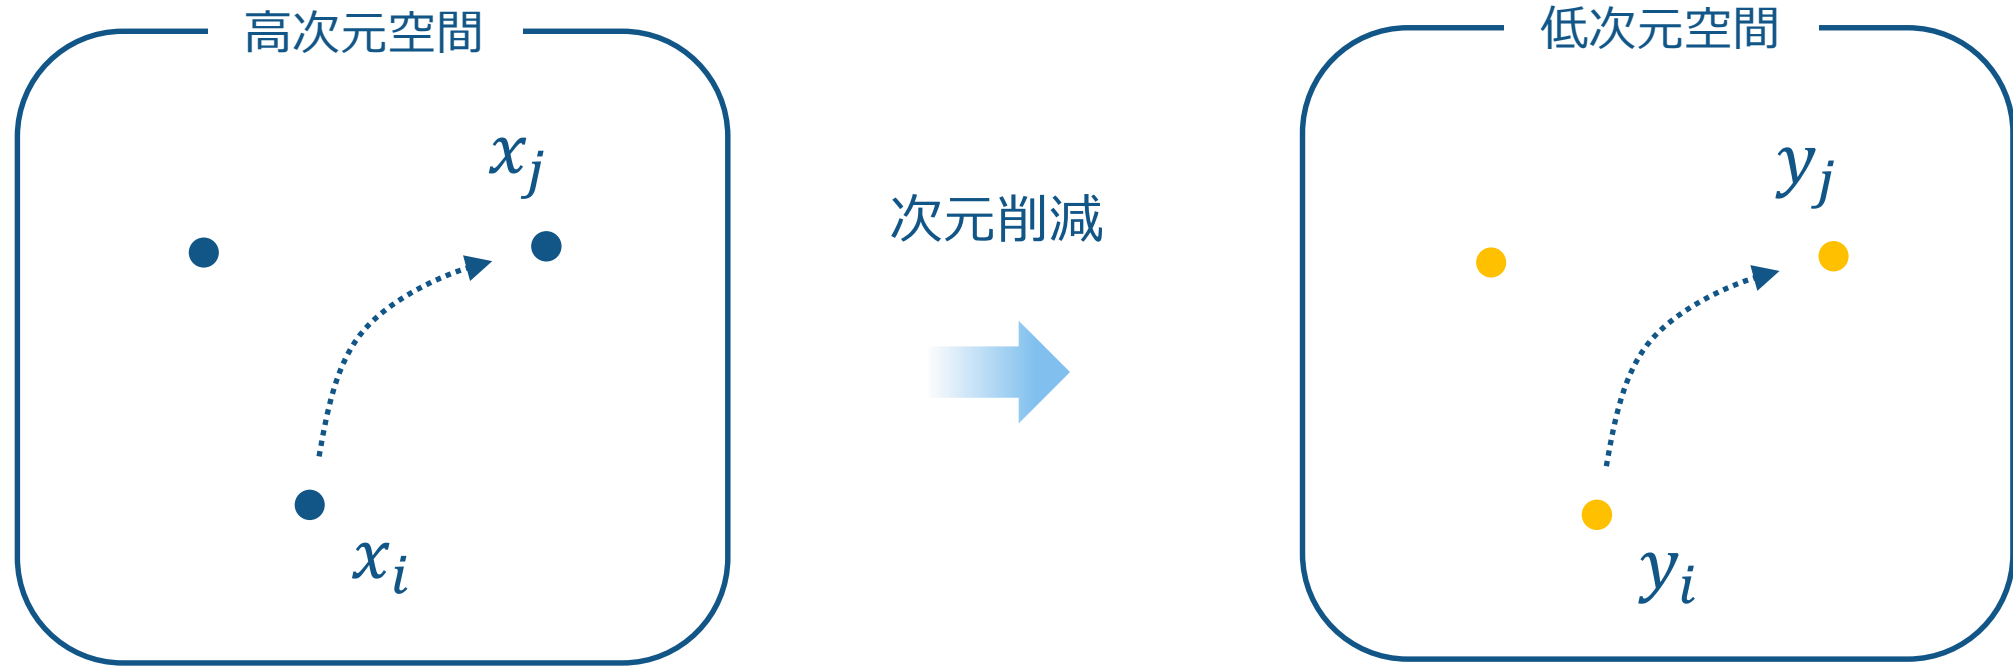 高次元空間
x_j
x_i
次元削減
低次元空間
y_j
y_i